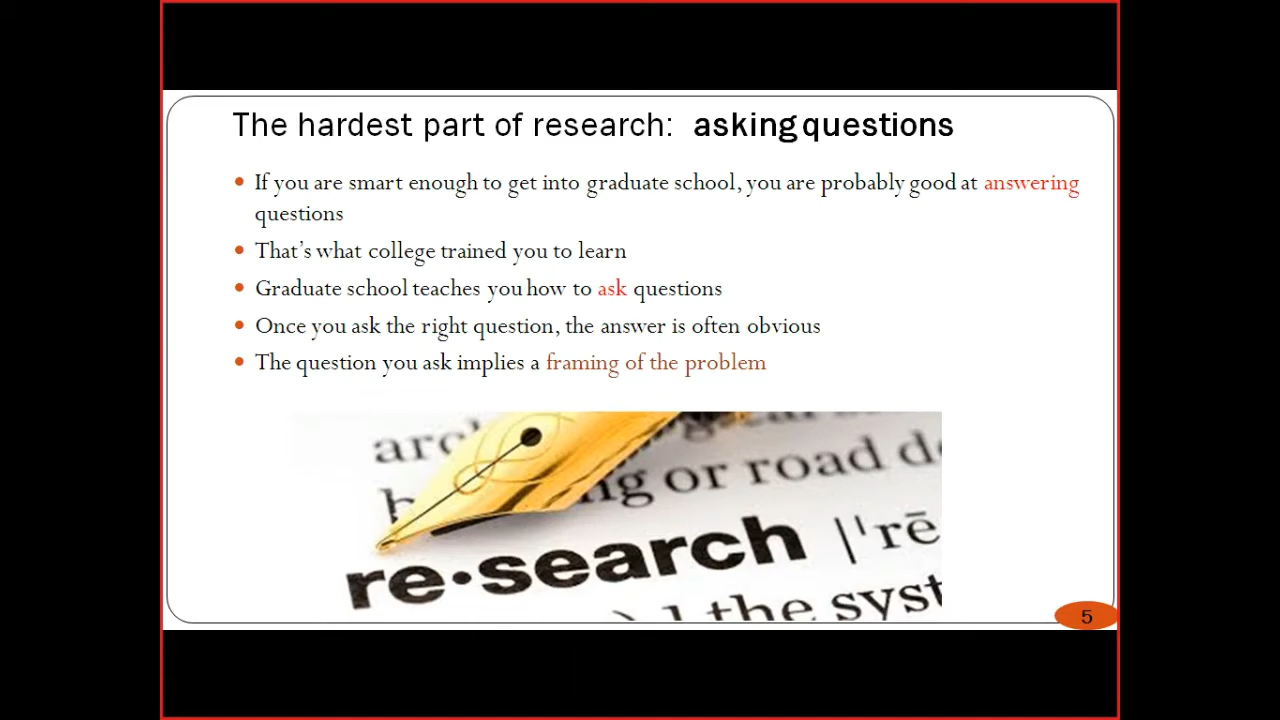 The hardest part of research: asking questions
• If you are smart enough to get into graduate school, you are probably good at answering
questions
• That's what college trained you to learn
• Graduate school teaches you how to ask questions
• Once you ask the right question, the answer is often obvious
• The question you ask implies a framing of the problem
or road
re•search |'rē
the syst
5